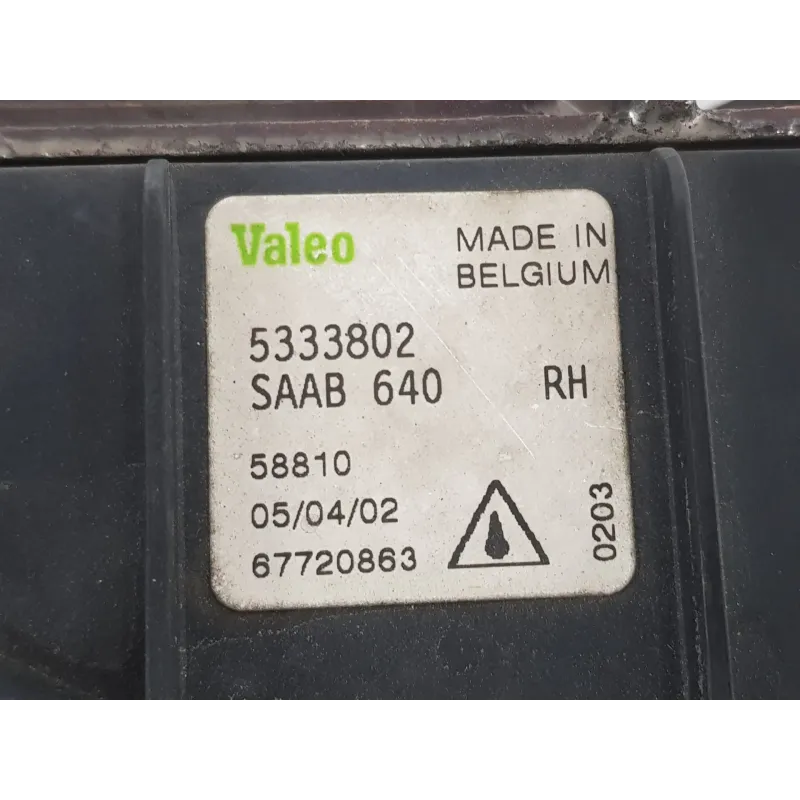 Valeo
MADE IN
BELGIUM
5333802
SAAB 640 RH
58810
05/04/02
67720863
0203